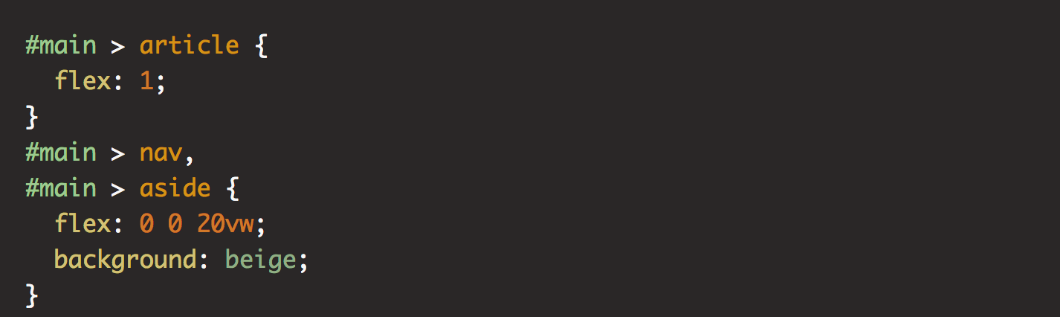 #main > article {
  flex: 1;
}
#main > nav,
#main > aside {
  flex: 0 0 20vw;
  background: beige;
}